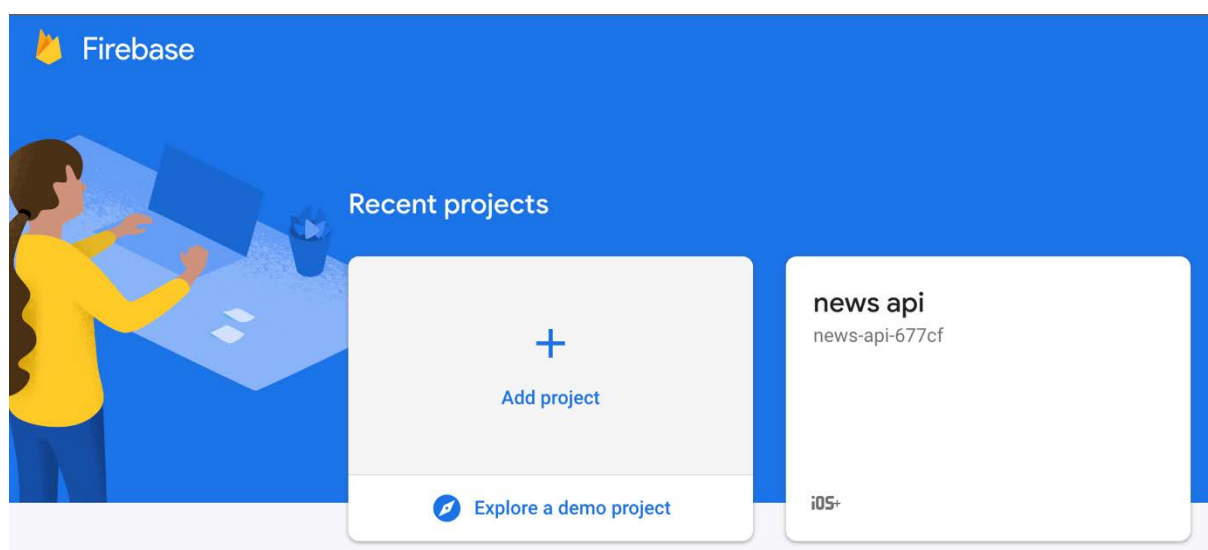 Firebase
Recent projects
Add project
Explore a demo project
news api
news-api-677cf
iOS+